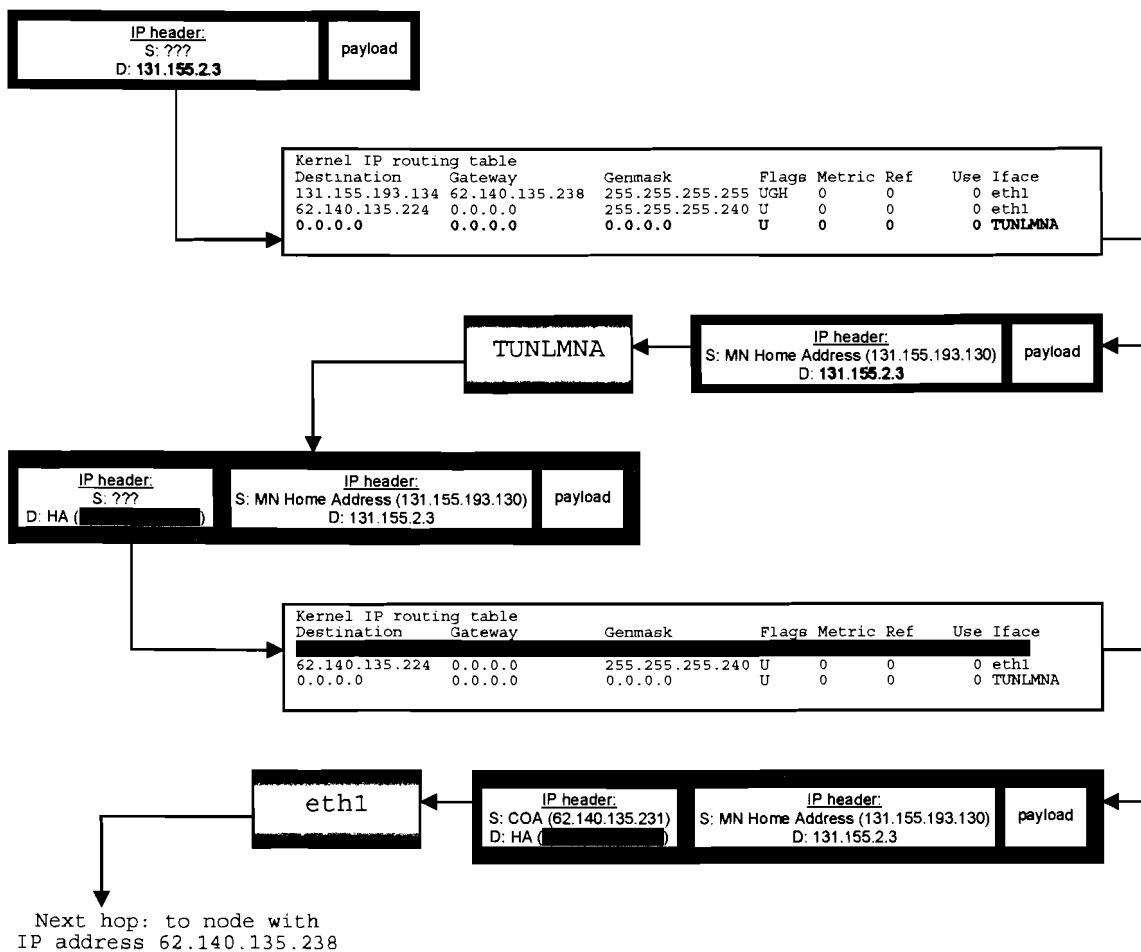 IP header:
S: ???
D: 131.155.2.3
payload
Kernel IP routing table
Destination Gateway Genmask Flags Metric Ref Use Iface
131.155.193.134 62.140.135.238 255.255.255.255 UGH 0 0 0 eth1
62.140.135.224 0.0.0.0 255.255.255.240 U 0 0 0 eth1
0.0.0.0 0.0.0.0 0.0.0.0 U 0 0 0 TUNLMNA
TUNLMNA
IP header:
S: MN Home Address (131.155.193.130)
D: 131.155.2.3
payload
IP header:
S: ???
D: HA ( )
IP header:
S: MN Home Address (131.155.193.130)
D: 131.155.2.3
payload
Kernel IP routing table
Destination Gateway Genmask Flags Metric Ref Use Iface
62.140.135.224 0.0.0.0 255.255.255.240 U 0 0 0 eth1
0.0.0.0 0.0.0.0 0.0.0.0 U 0 0 0 TUNLMNA
eth1
IP header:
S: COA (62.140.135.231)
D: HA ( )
IP header:
S: MN Home Address (131.155.193.130)
D: 131.155.2.3
payload
Next hop: to node with
IP address 62.140.135.238